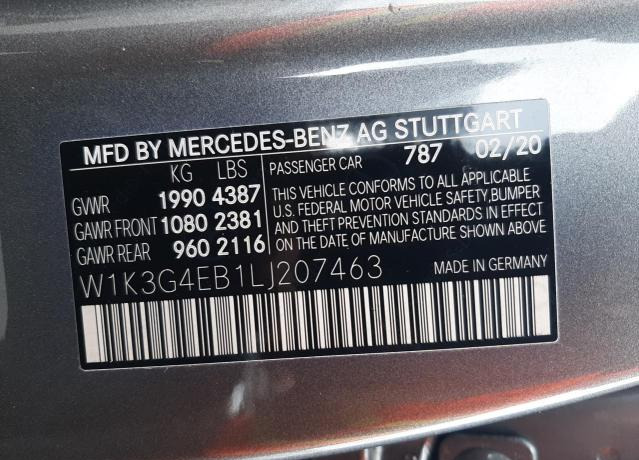 MFD BY MERCEDES-BENZ AG STUTTGART
KG LBS
GVWR 1990 4387
GAWR FRONT 1080 2381
GAWR REAR 960 2116
PASSENGER CAR 787 02/20
THIS VEHICLE CONFORMS TO ALL APPLICABLE
U.S. FEDERAL MOTOR VEHICLE SAFETY,BUMPER
AND THEFT PREVENTION STANDARDS IN EFFECT
ON THE DATE OF MANUFACTURE SHOWN ABOVE
W1K3G4EB1LJ207463
MADE IN GERMANY